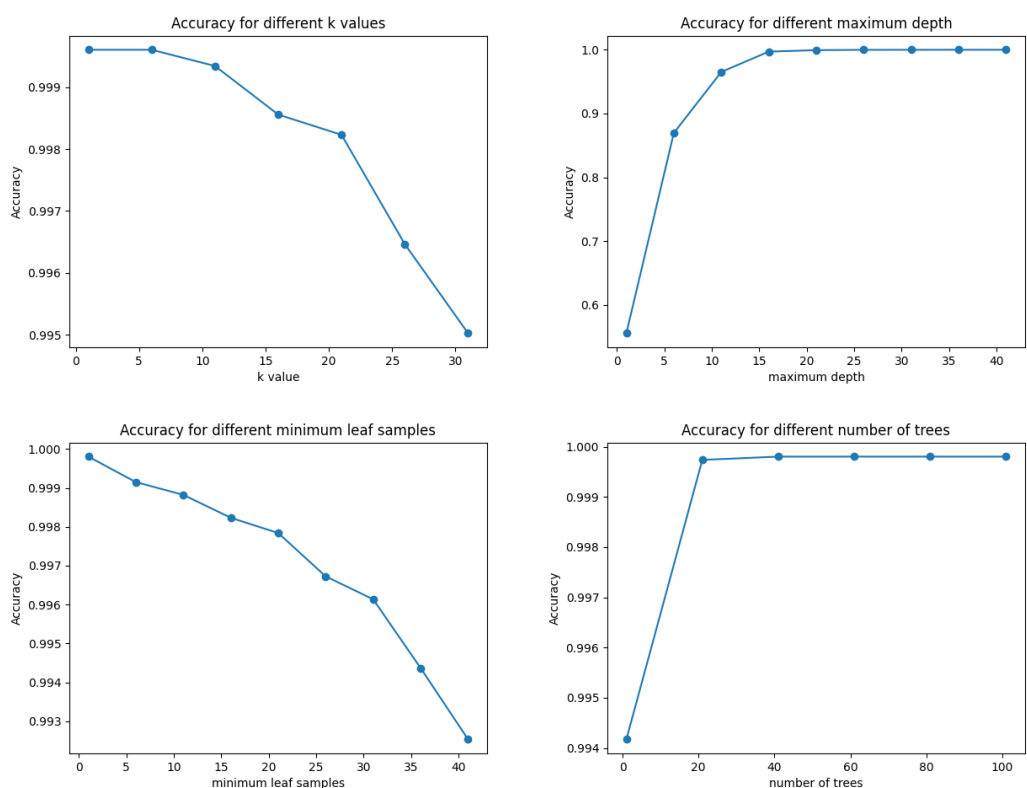 Accuracy for different k values
0.999
0.998
0.997
0.996
0.995
Accuracy
0 5 10 15 20 25 30
k value
Accuracy for different maximum depth
1.0
0.9
0.8
0.7
0.6
Accuracy
0 5 10 15 20 25 30 35 40
maximum depth
Accuracy for different minimum leaf samples
1.000
0.999
0.998
0.997
0.996
0.995
0.994
0.993
Accuracy
0 5 10 15 20 25 30 35 40
minimum leaf samples
Accuracy for different number of trees
1.000
0.999
0.998
0.997
0.996
0.995
0.994
Accuracy
0 20 40 60 80 100
number of trees